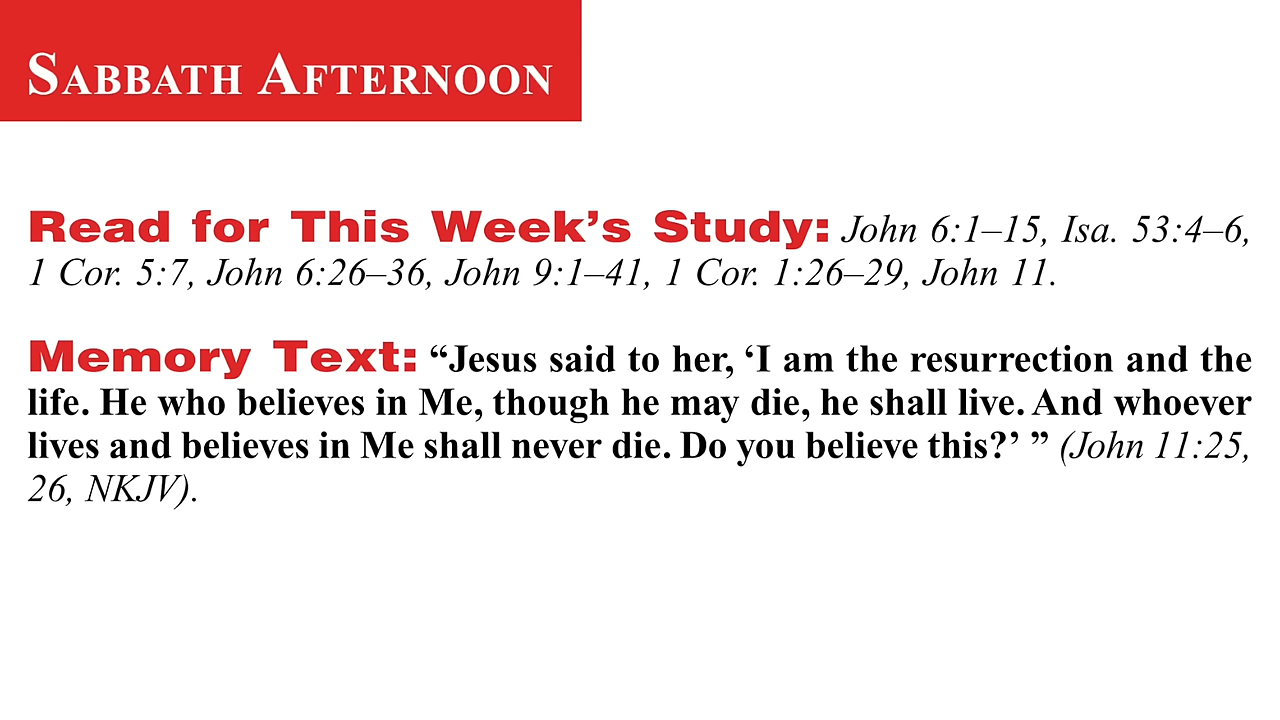 SABBATH AFTERNOON
Read for This Week’s Study: John 6:1–15, Isa. 53:4–6,
1 Cor. 5:7, John 6:26–36, John 9:1–41, 1 Cor. 1:26–29, John 11.
Memory Text: “Jesus said to her, ‘I am the resurrection and the
life. He who believes in Me, though he may die, he shall live. And whoever
lives and believes in Me shall never die. Do you believe this?’ ” (John 11:25,
26, NKJV).